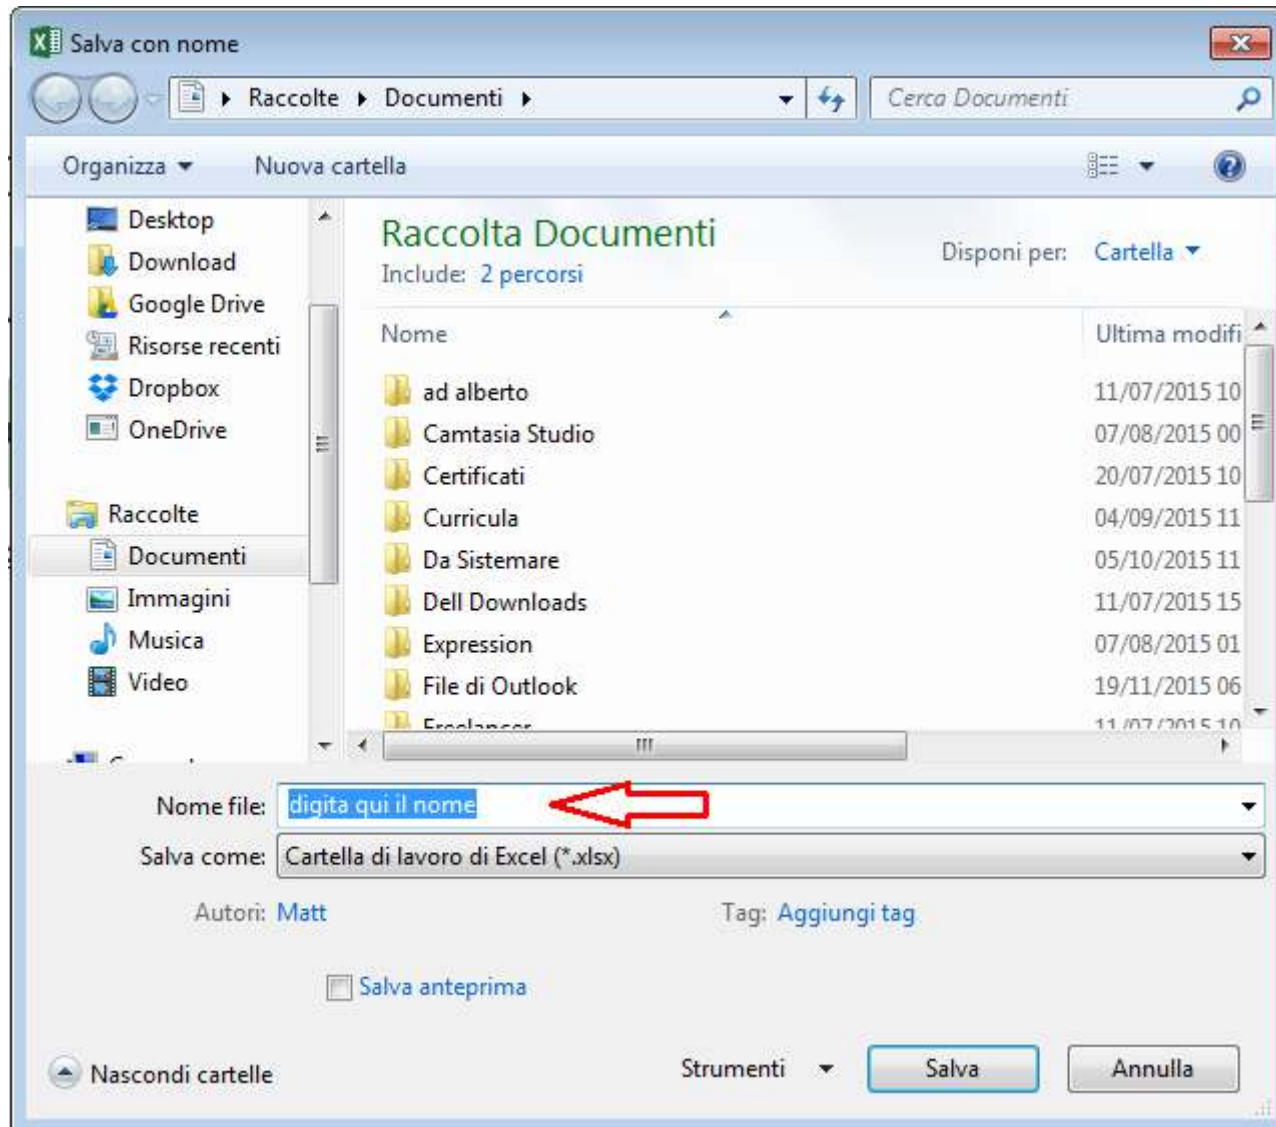 Salva con nome
Raccolte Documenti
Cerca Documenti
Organizza Nuova cartella
Desktop
Download
Google Drive
Risorse recenti
Dropbox
OneDrive
Raccolte
Documenti
Immagini
Musica
Video
Raccolta Documenti
Include: 2 percorsi
Disponi per: Cartella
Nome Ultima modifi
ad alberto 11/07/2015 10
Camtasia Studio 07/08/2015 00
Certificati 20/07/2015 10
Curricula 04/09/2015 11
Da Sistemare 05/10/2015 11
Dell Downloads 11/07/2015 15
Expression 07/08/2015 01
File di Outlook 19/11/2015 06
Freelancer 11/07/2015 10
Nome file: digita qui il nome
Salva come: Cartella di lavoro di Excel (*.xlsx)
Autori: Matt Tag: Aggiungi tag
Salva anteprima
Nascondi cartelle Strumenti Salva Annulla